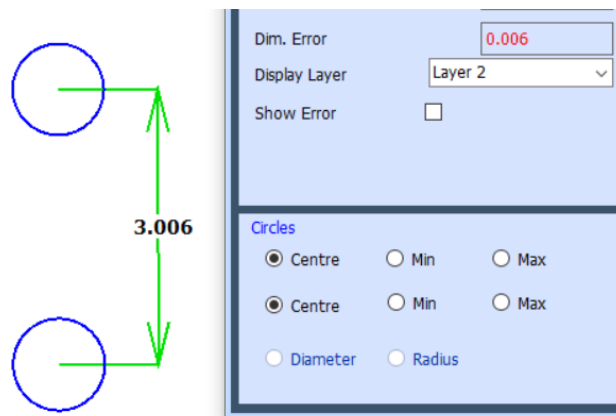 Dim. Error 0.006
Display Layer Layer 2
Show Error
3.006
Circles
Centre Min Max
Centre Min Max
Diameter Radius